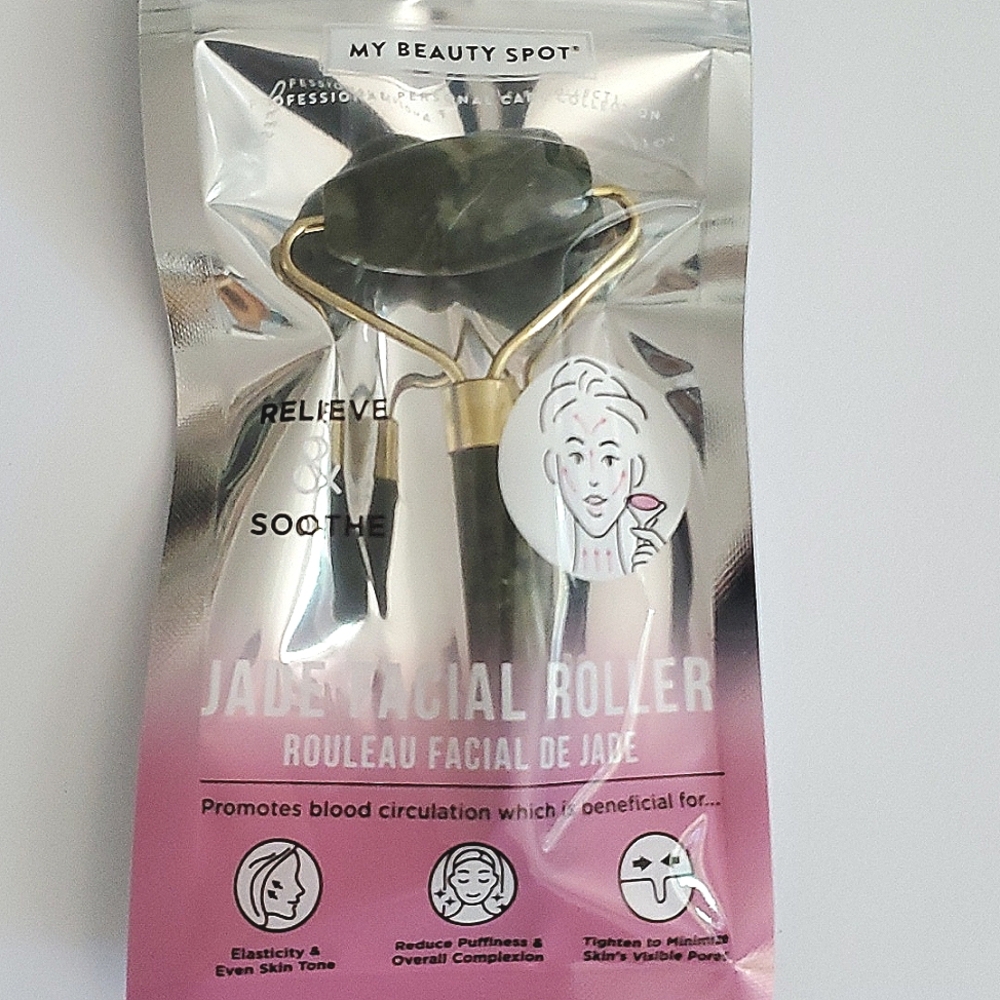 MY BEAUTY SPOT®
RELIEVE
&
SOOTHE
JADE FACIAL ROLLER
ROULEAU FACIAL DE JADE
Promotes blood circulation which is beneficial for...
Elasticity &
Even Skin Tone
Reduce Puffiness &
Overall Complexion
Tighten to Minimize
Skin's Visible Pores